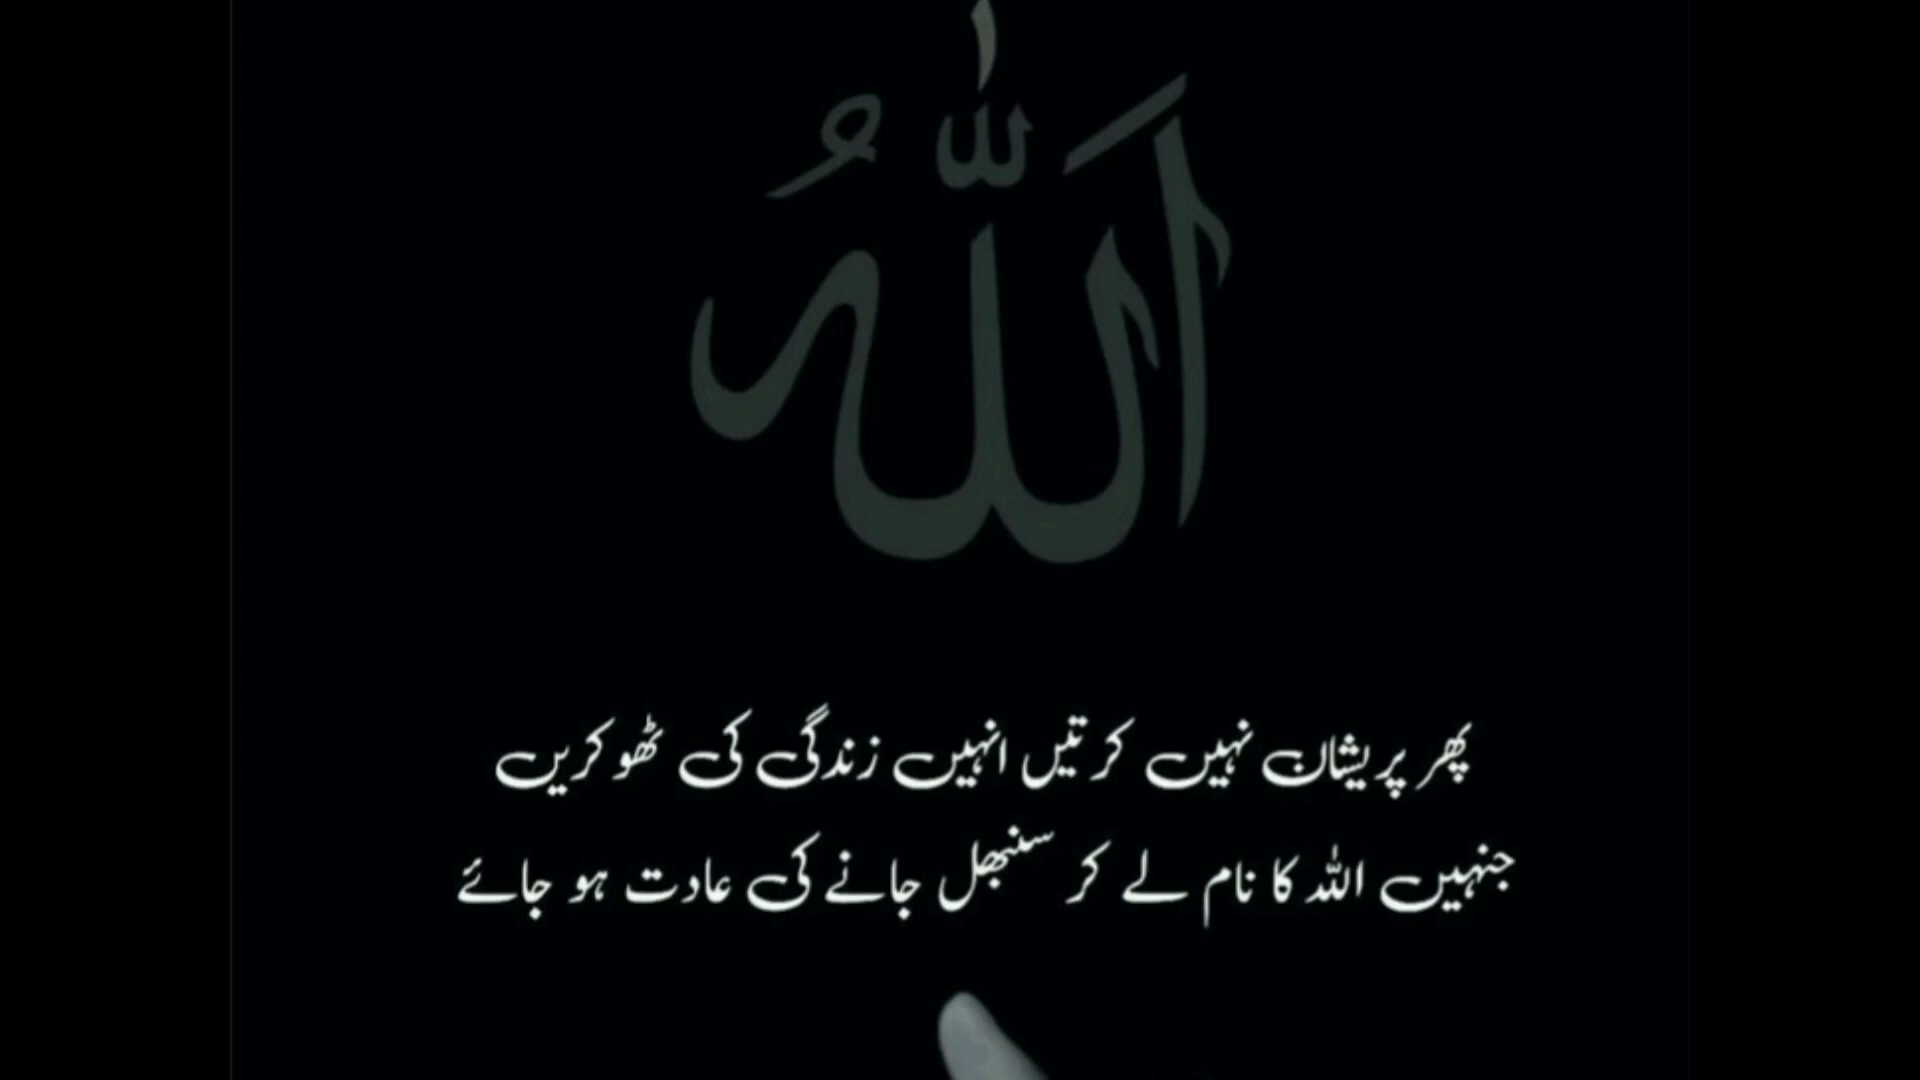 اَللّٰهُ
پھر پریشان نہیں کرتیں انہیں زندگی کی ٹھوکریں
جنہیں اللہ کا نام لے کر سنبھل جانے کی عادت ہو جائے